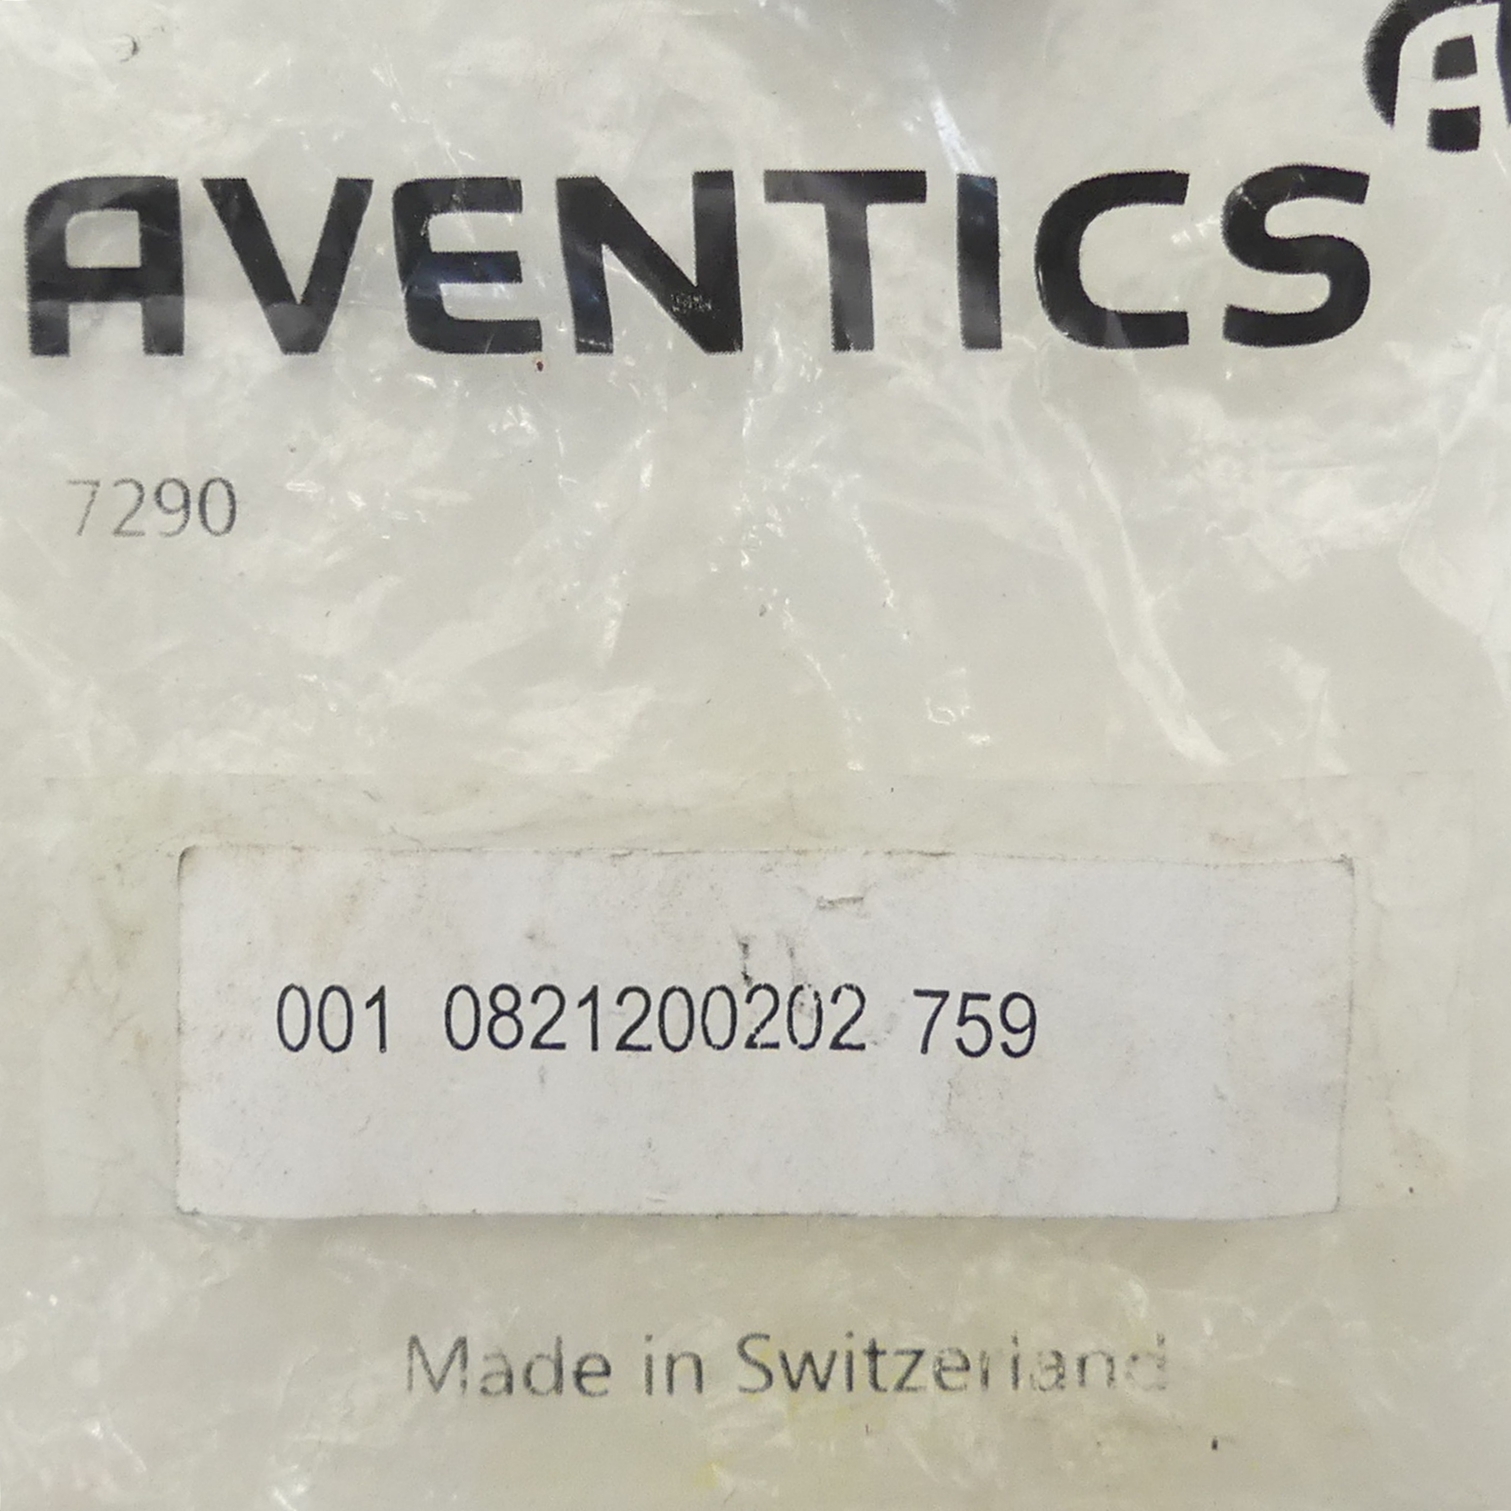 AVENTICS
7290
001 0821200202 759
Made in Switzerland